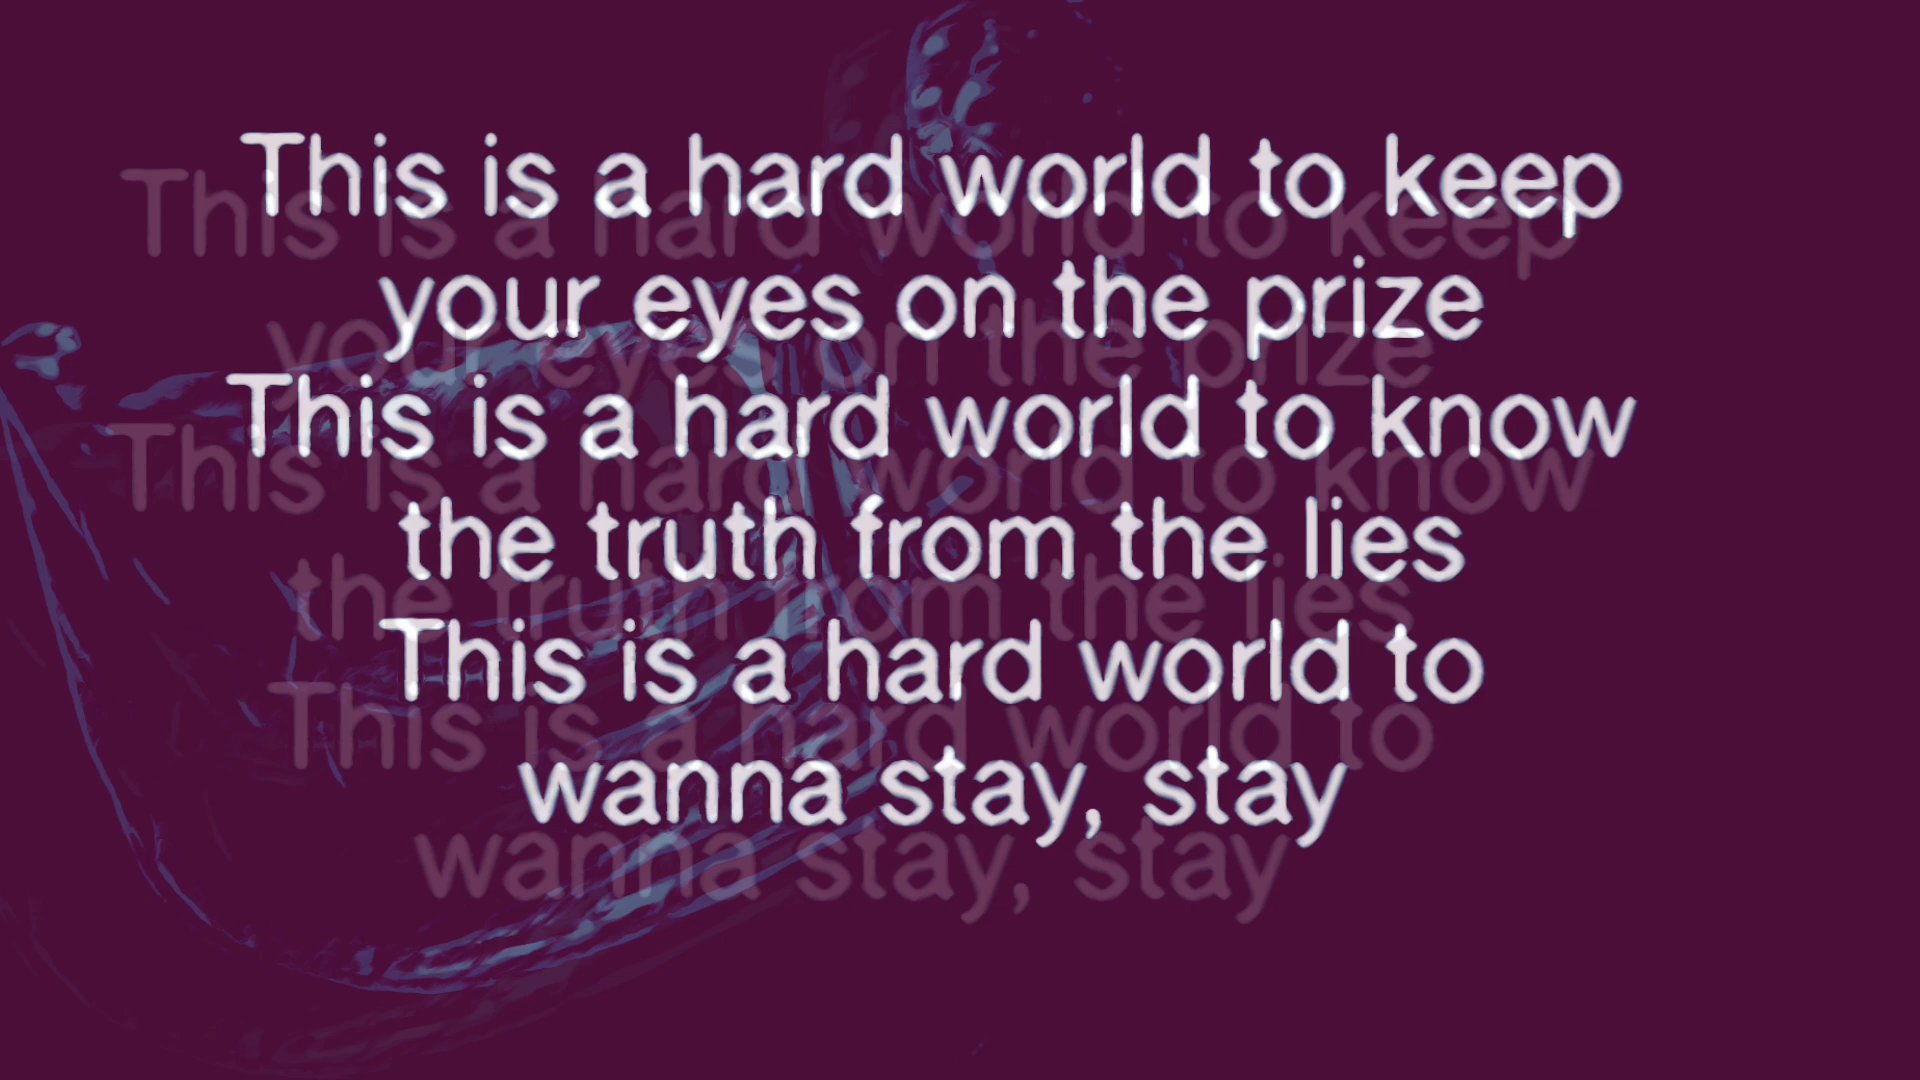 This is a hard world to keep
your eyes on the prize
This is a hard world to know
the truth from the lies
This is a hard world to
wanna stay, stay